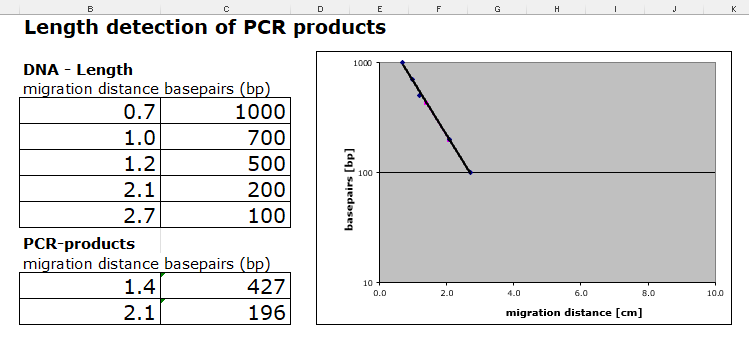 B C D E F G H I J K
Length detection of PCR products
DNA - Length
migration distance basepairs (bp)
0.7 1000
1.0 700
1.2 500
2.1 200
2.7 100
PCR-products
migration distance basepairs (bp)
1.4 427
2.1 196
basepairs [bp]
1000
100
10
0.0 2.0 4.0 6.0 8.0 10.0
migration distance [cm]